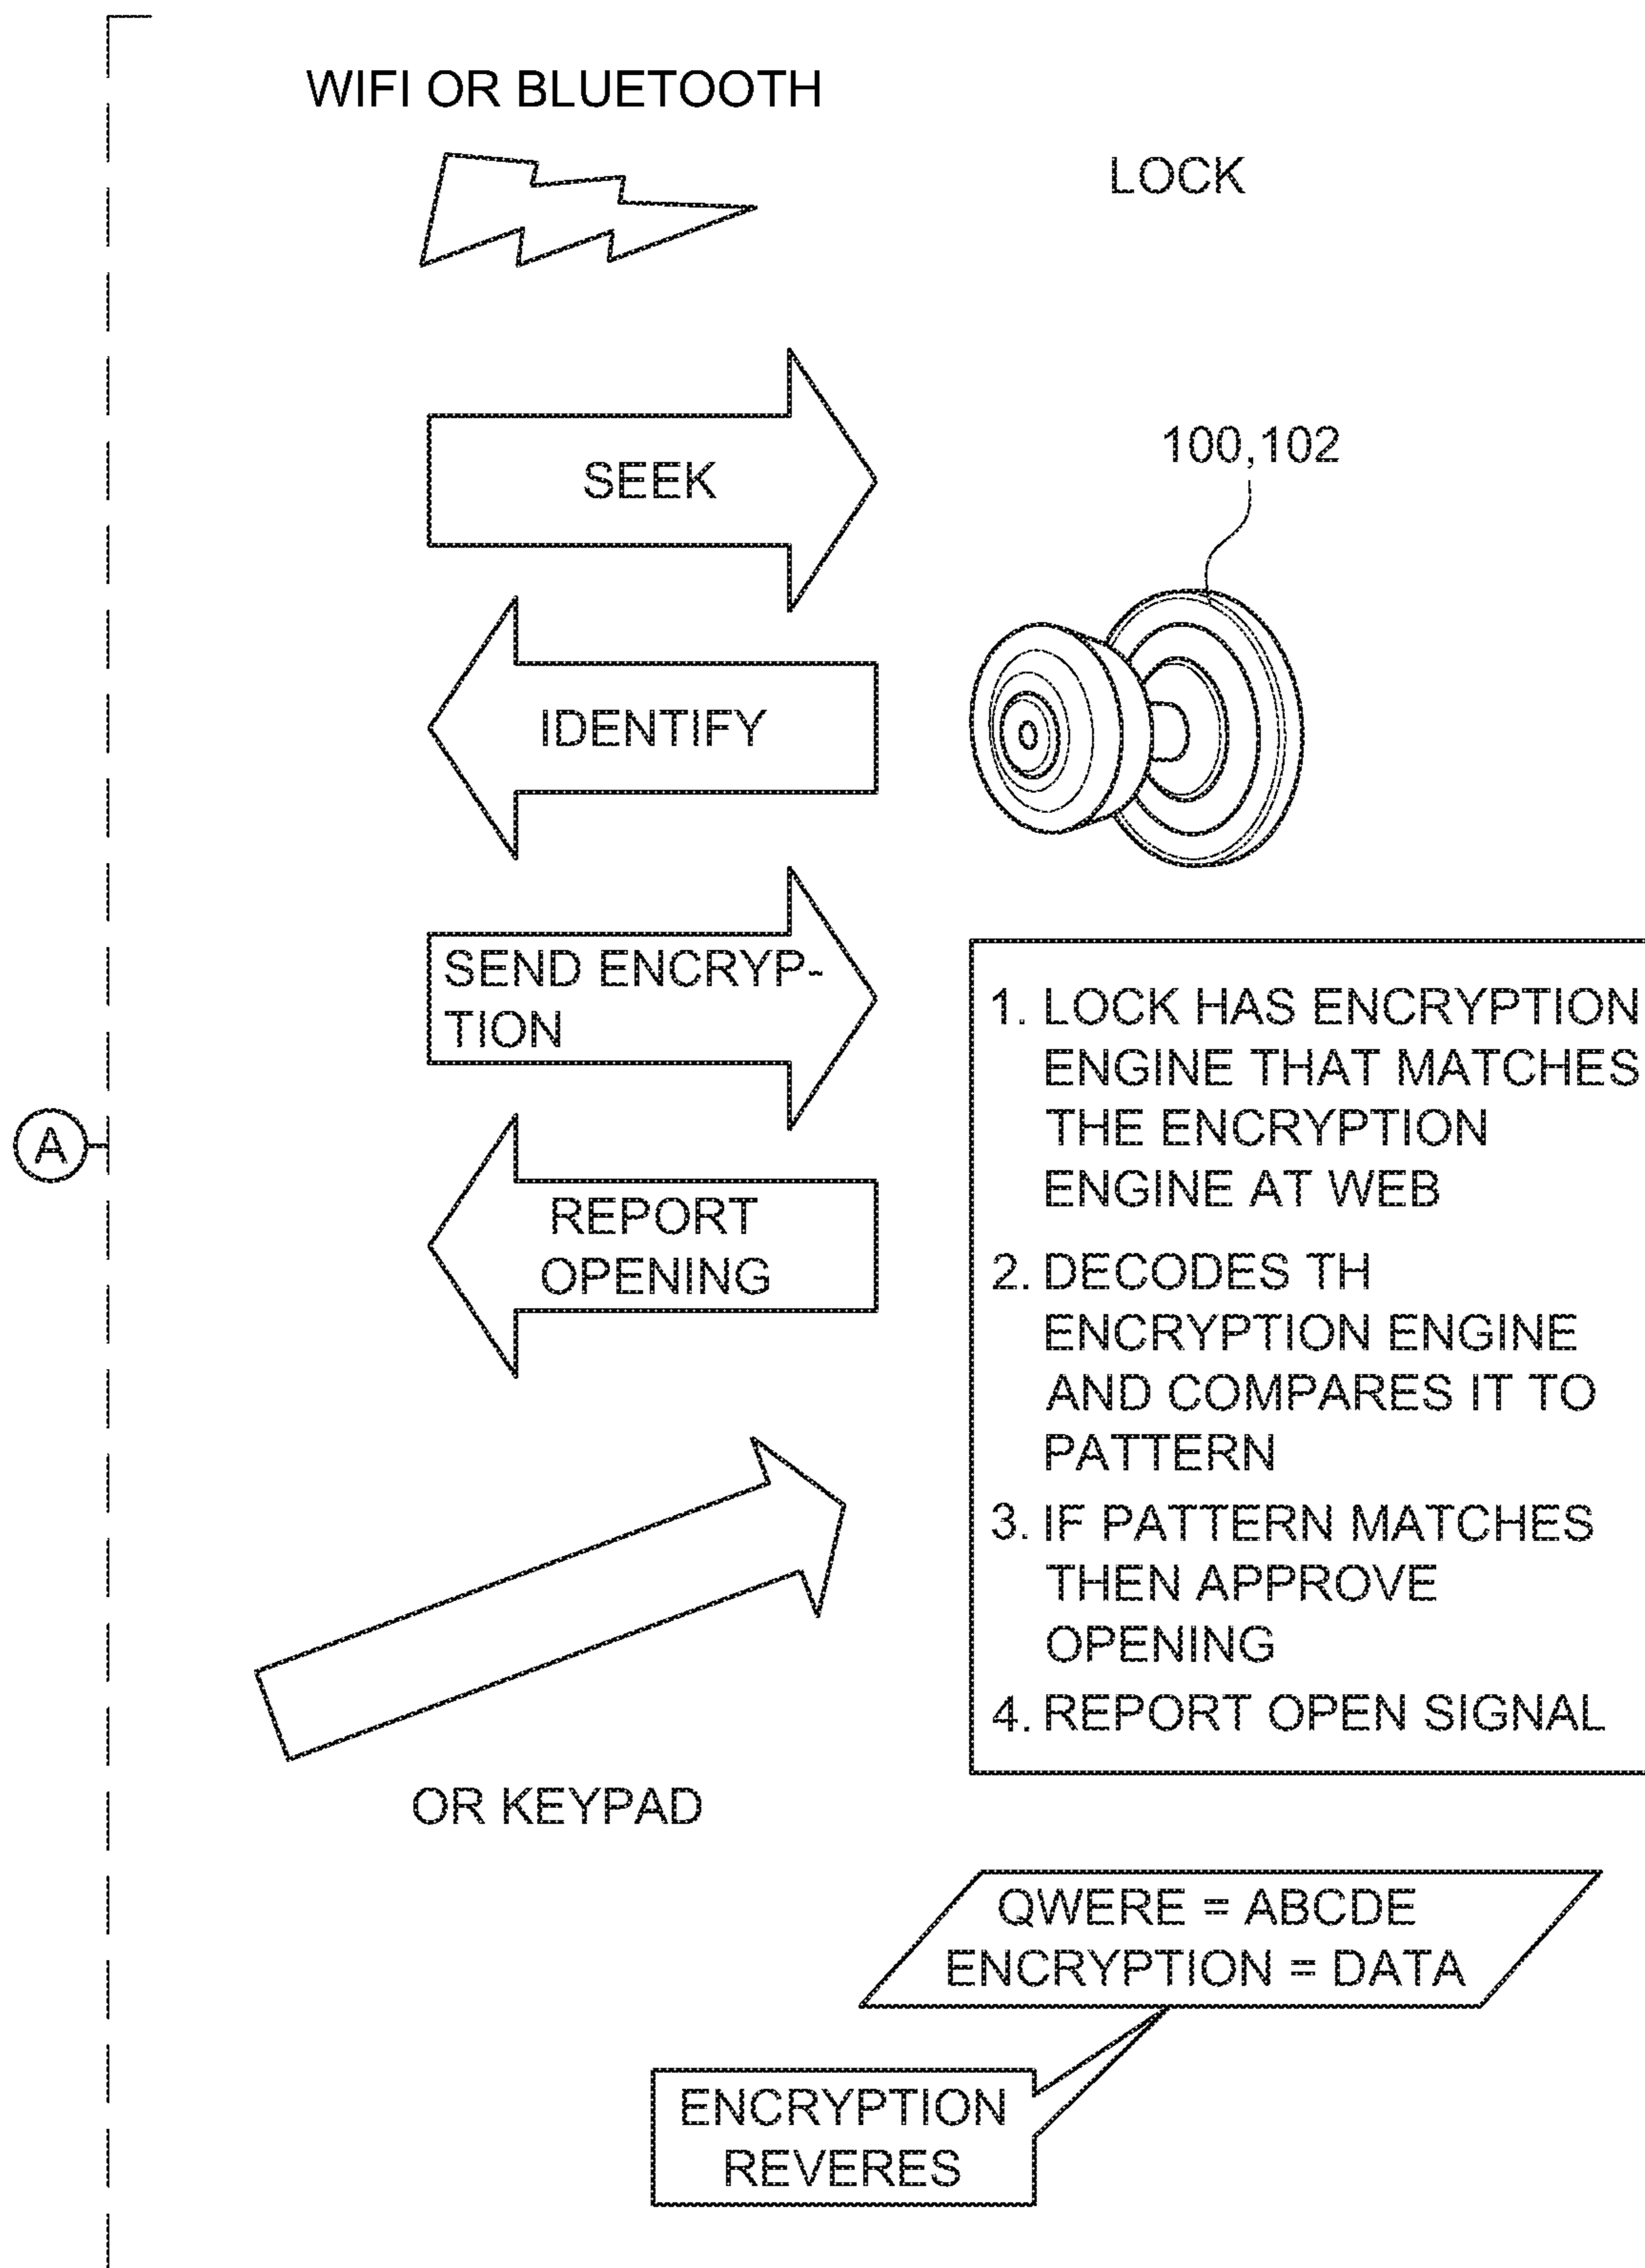 WIFI OR BLUETOOTH
LOCK
SEEK
100,102
IDENTIFY
SEND ENCRYP-
TION
A
REPORT
OPENING
1. LOCK HAS ENCRYPTION
ENGINE THAT MATCHES
THE ENCRYPTION
ENGINE AT WEB
2. DECODES TH
ENCRYPTION ENGINE
AND COMPARES IT TO
PATTERN
3. IF PATTERN MATCHES
THEN APPROVE
OPENING
4. REPORT OPEN SIGNAL
OR KEYPAD
QWERE = ABCDE
ENCRYPTION = DATA
ENCRYPTION
REVERES